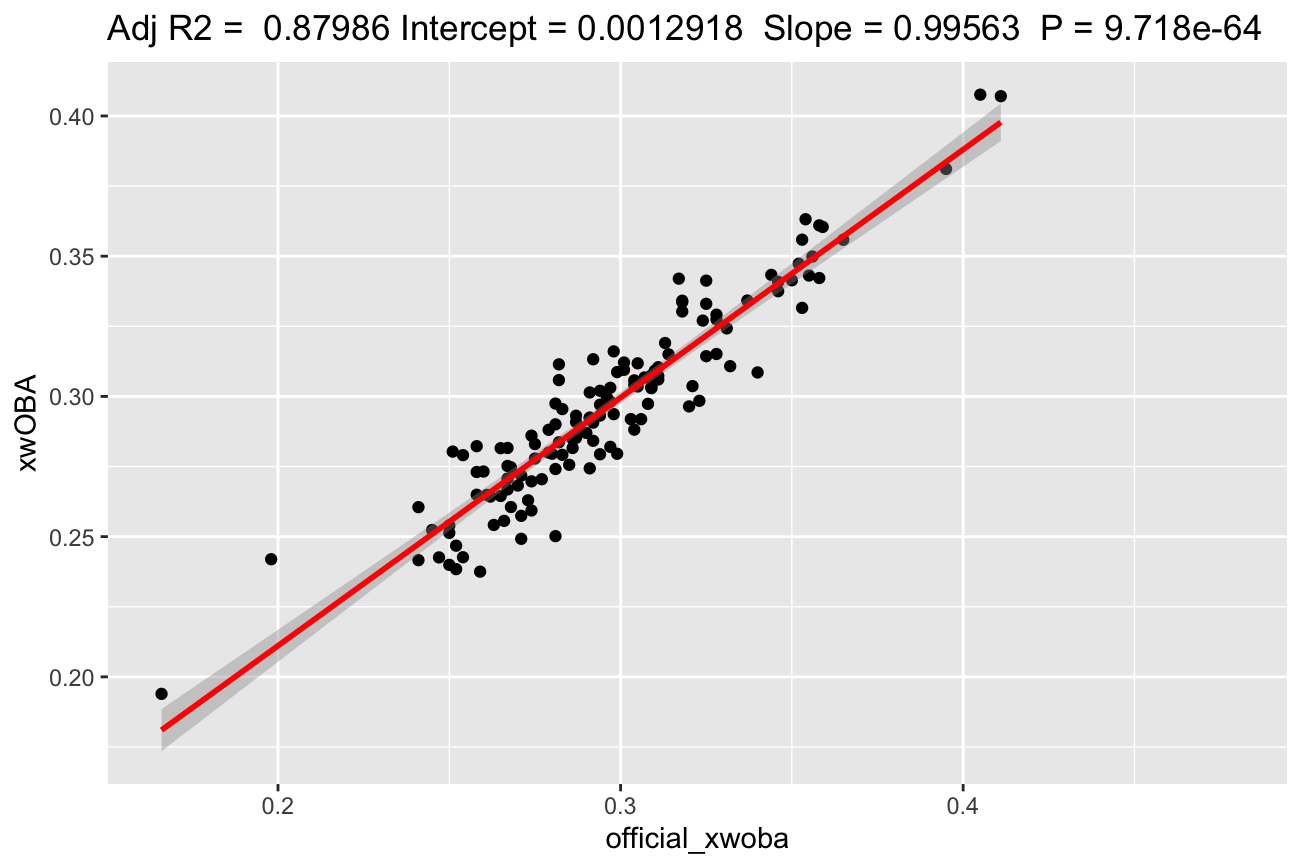 Adj R2 =  0.87986 Intercept = 0.0012918  Slope = 0.99563  P = 9.718e-64
xwOBA
0.40
0.35
0.30
0.25
0.20
0.2 0.3 0.4
official_xwoba